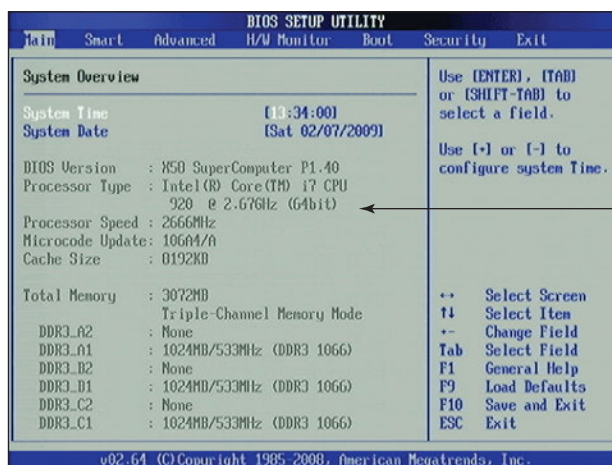 BIOS SETUP UTILITY
Main Smart Advanced H/W Monitor Boot Security Exit
System Overview
System Time [13:34:00]
System Date [Sat 02/07/2009]
BIOS Version : X58 SuperComputer P1.40
Processor Type : Intel(R) Core(TM) i7 CPU
920 @ 2.67GHz (64bit)
Processor Speed : 2666MHz
Microcode Update: 106A4/A
Cache Size : 8192KB
Total Memory : 3072MB
Triple-Channel Memory Mode
DDR3_A2 : None
DDR3_A1 : 1024MB/533MHz (DDR3 1066)
DDR3_B2 : None
DDR3_B1 : 1024MB/533MHz (DDR3 1066)
DDR3_C2 : None
DDR3_C1 : 1024MB/533MHz (DDR3 1066)
Use [ENTER], [TAB]
or [SHIFT-TAB] to
select a field.
Use [+] or [-] to
configure system Time.
↔ Select Screen
↑↓ Select Item
+- Change Field
Tab Select Field
F1 General Help
F9 Load Defaults
F10 Save and Exit
ESC Exit
v02.64 (C)Copyright 1985-2008, American Megatrends, Inc.